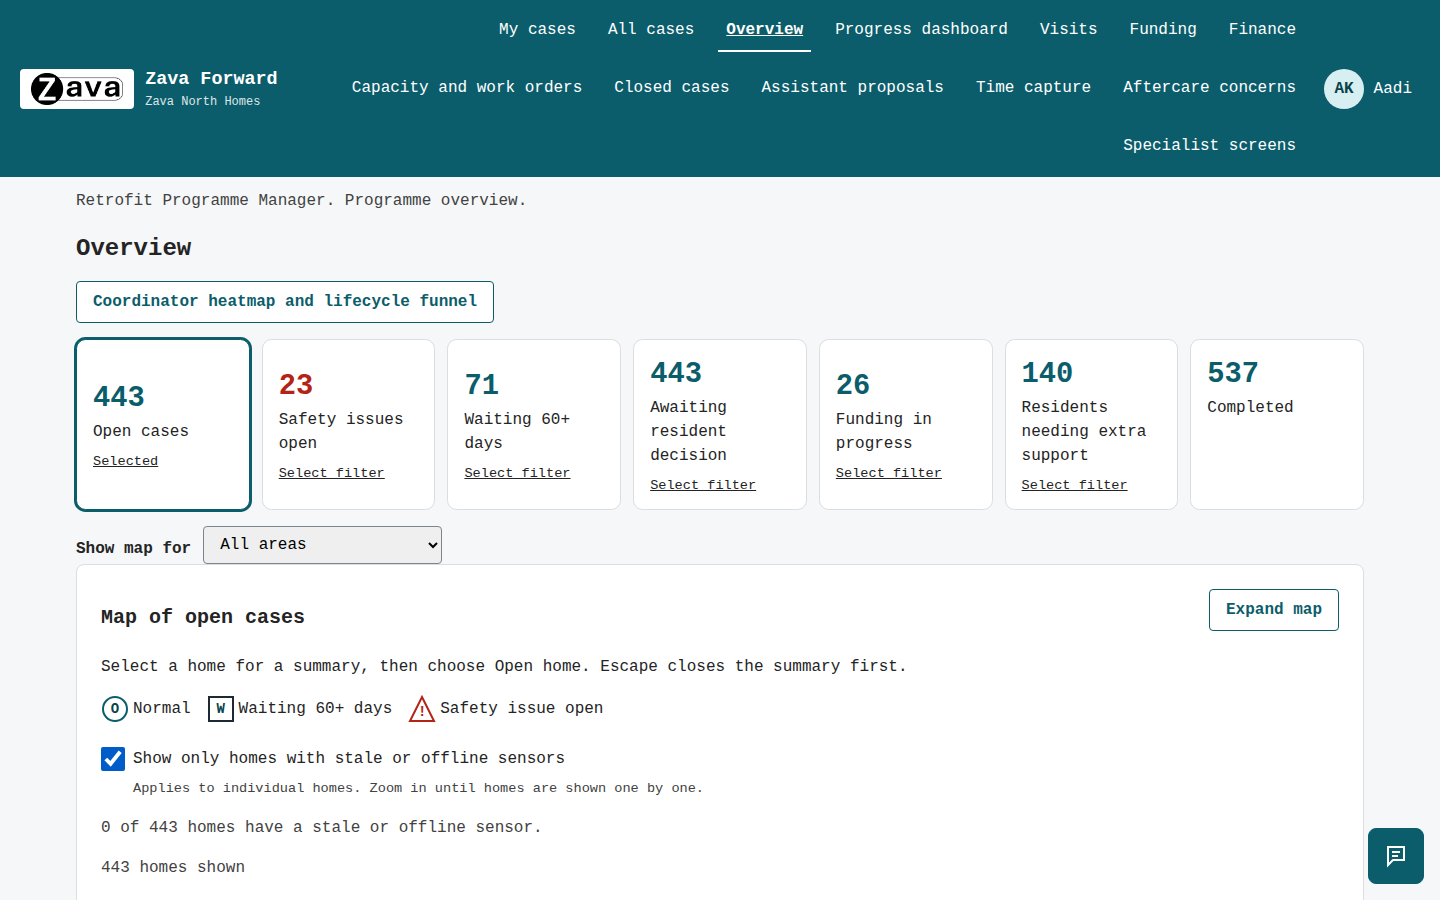 My cases All cases Overview Progress dashboard Visits Funding Finance
Zava
Zava Forward
Zava North Homes
Capacity and work orders Closed cases Assistant proposals Time capture Aftercare concerns
AK Aadi
Specialist screens
Retrofit Programme Manager. Programme overview.
Overview
Coordinator heatmap and lifecycle funnel
443
Open cases
Selected
23
Safety issues
open
Select filter
71
Waiting 60+
days
Select filter
443
Awaiting
resident
decision
Select filter
26
Funding in
progress
Select filter
140
Residents
needing extra
support
Select filter
537
Completed
Show map for All areas
Map of open cases
Expand map
Select a home for a summary, then choose Open home. Escape closes the summary first.
O Normal W Waiting 60+ days ! Safety issue open
Show only homes with stale or offline sensors
Applies to individual homes. Zoom in until homes are shown one by one.
0 of 443 homes have a stale or offline sensor.
443 homes shown